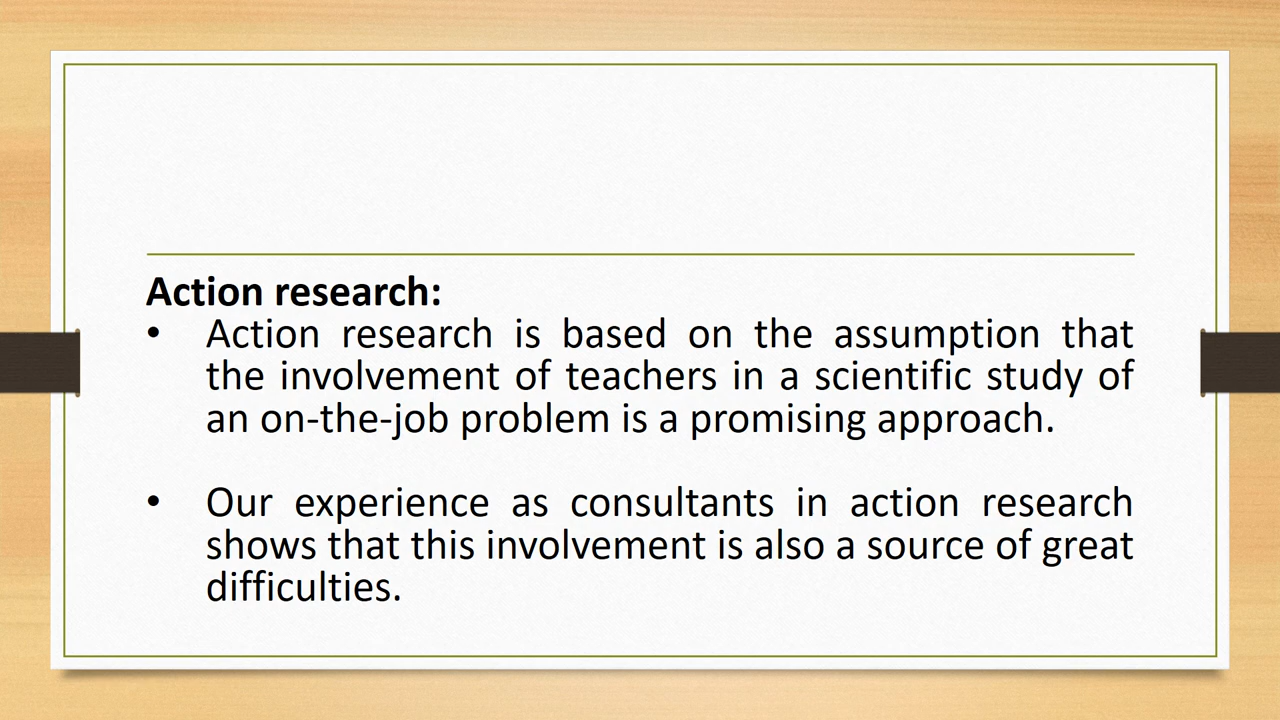 Action research:
• Action research is based on the assumption that
the involvement of teachers in a scientific study of
an on-the-job problem is a promising approach.
• Our experience as consultants in action research
shows that this involvement is also a source of great
difficulties.